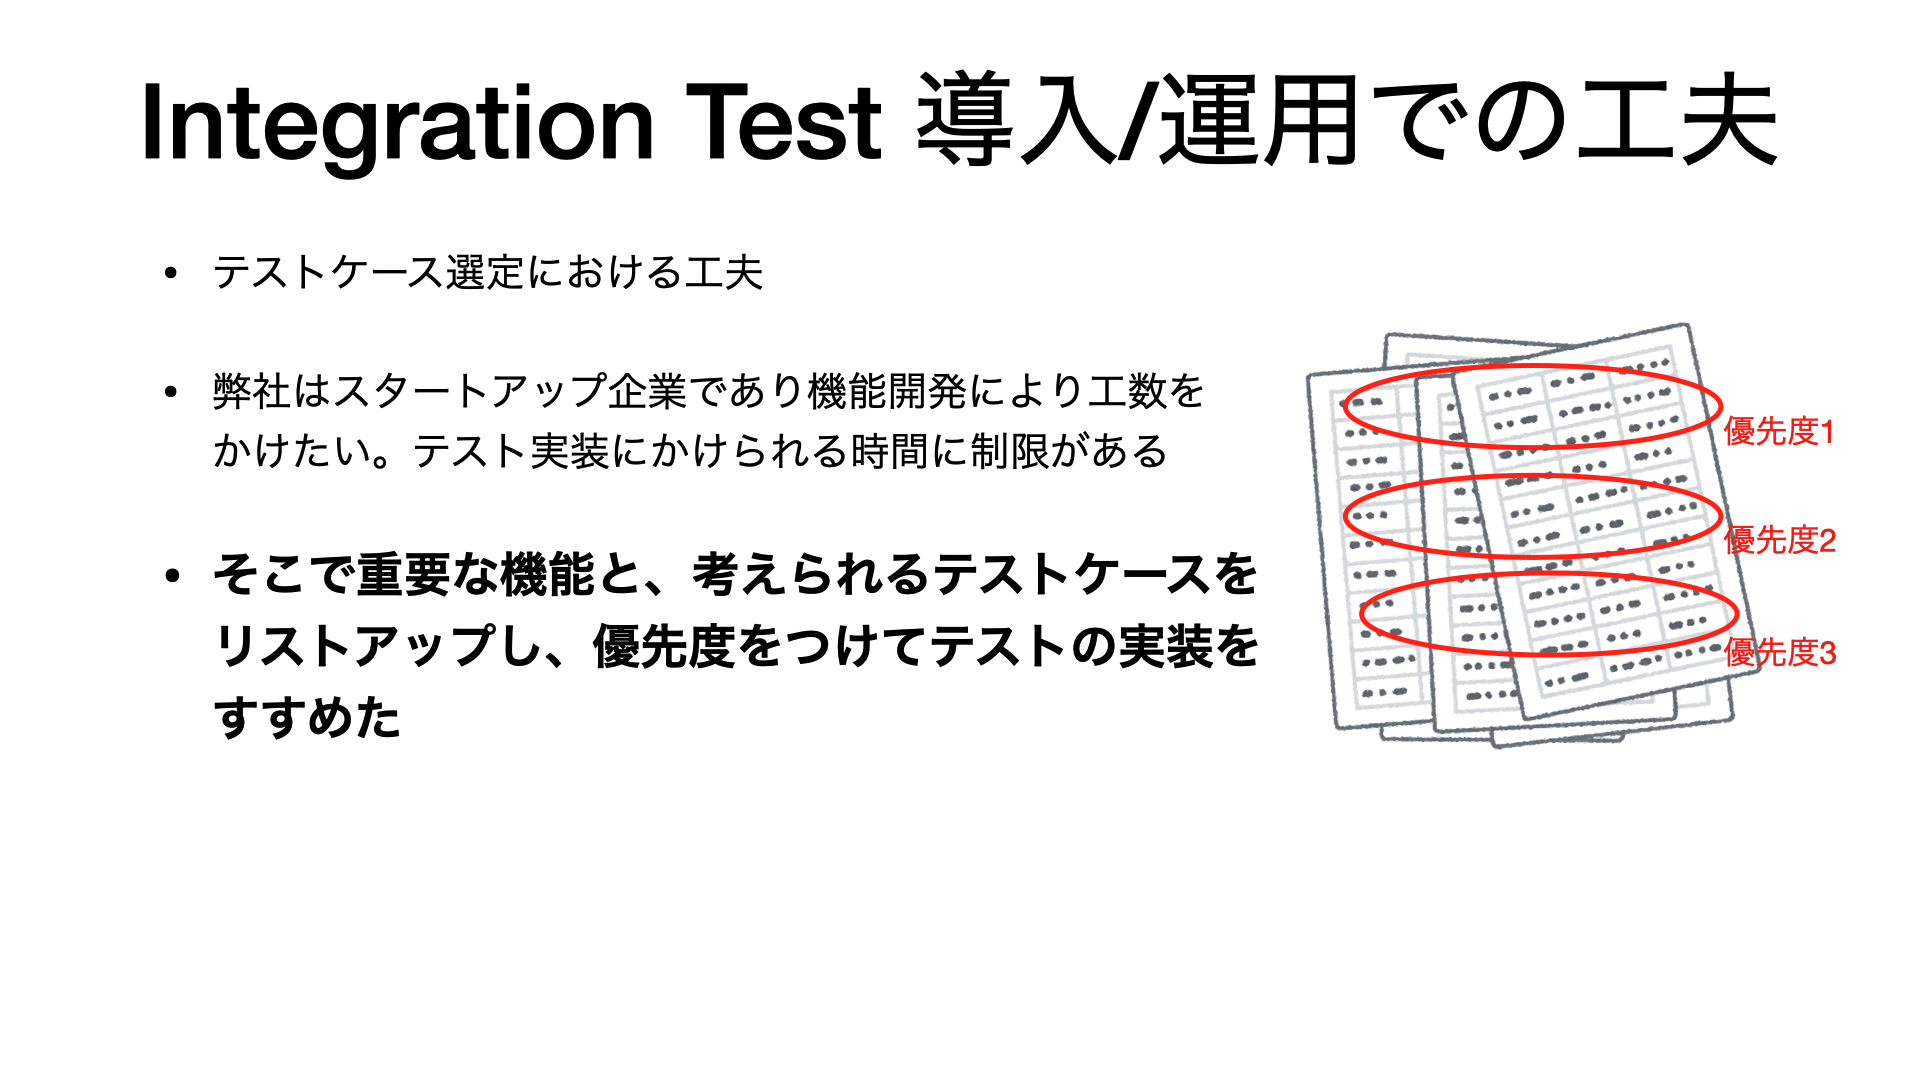 Integration Test 導入/運用での工夫
• テストケース選定における工夫
• 弊社はスタートアップ企業であり機能開発により工数を
かけたい。テスト実装にかけられる時間に制限がある
• そこで重要な機能と、考えられるテストケースを
リストアップし、優先度をつけてテストの実装を
すすめた
優先度1
優先度2
優先度3